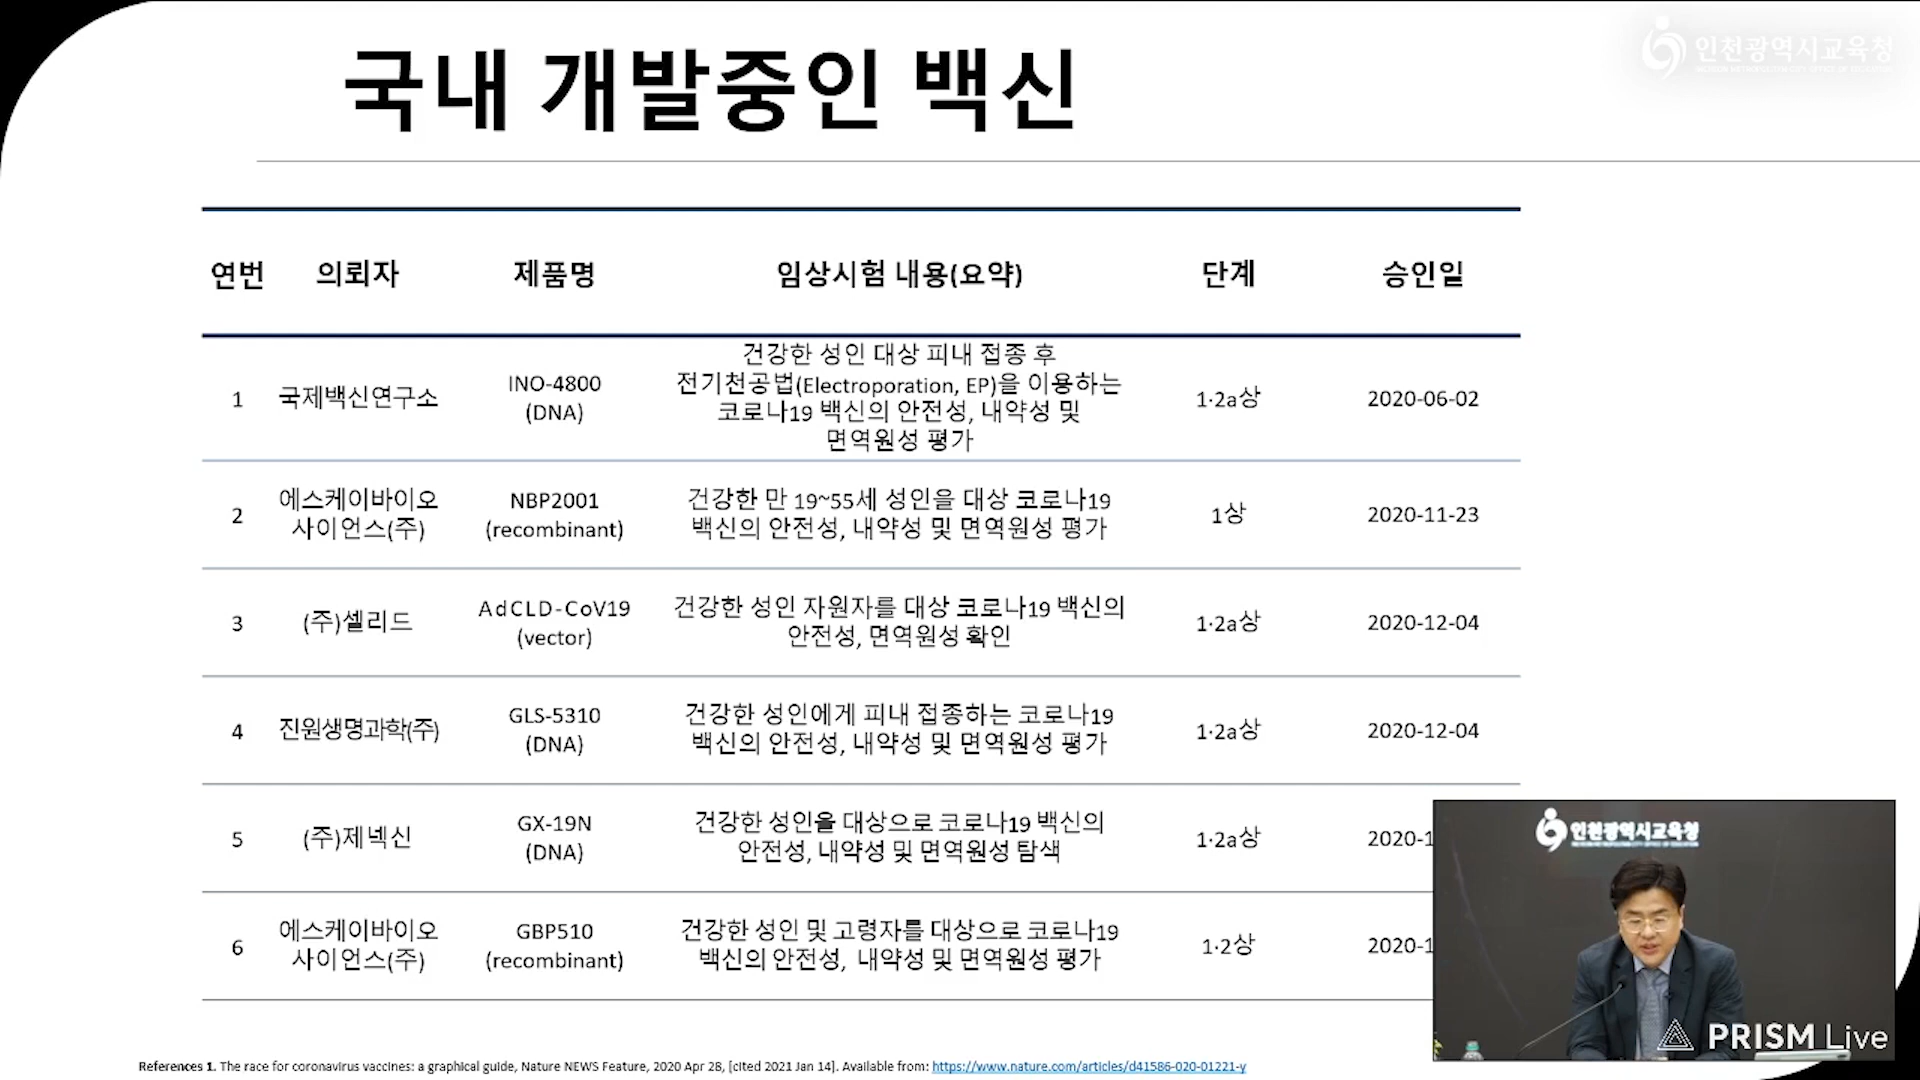 국내 개발중인 백신
인천광역시교육청
연번 의뢰자 제품명 임상시험 내용(요약) 단계 승인일
1 국제백신연구소 INO-4800 (DNA) 건강한 성인 대상 피내 접종 후
전기천공법(Electroporation, EP)을 이용하는
코로나19 백신의 안전성, 내약성 및
면역원성 평가
1·2a상 2020-06-02
2 에스케이바이오
사이언스(주)
NBP2001
(recombinant)
건강한 만 19~55세 성인을 대상 코로나19
백신의 안전성, 내약성 및 면역원성 평가
1상 2020-11-23
3 (주)셀리드
AdCLD-CoV19
(vector)
건강한 성인 자원자를 대상 코로나19 백신의
안전성, 면역원성 확인
1·2a상 2020-12-04
4 진원생명과학(주)
GLS-5310
(DNA)
건강한 성인에게 피내 접종하는 코로나19
백신의 안전성, 내약성 및 면역원성 평가
1·2a상 2020-12-04
5 (주)제넥신
GX-19N
(DNA)
건강한 성인을 대상으로 코로나19 백신의
안전성, 내약성 및 면역원성 탐색
1·2a상 2020-1
6 에스케이바이오
사이언스(주)
GBP510
(recombinant)
건강한 성인 및 고령자를 대상으로 코로나19
백신의 안전성, 내약성 및 면역원성 평가
1·2상 2020-1
인천광역시교육청
PRISM Live
References 1. The race for coronavirus vaccines: a graphical guide, Nature NEWS Feature, 2020 Apr 28, [cited 2021 Jan 14]. Available from: https://www.nature.com/articles/d41586-020-01221-y